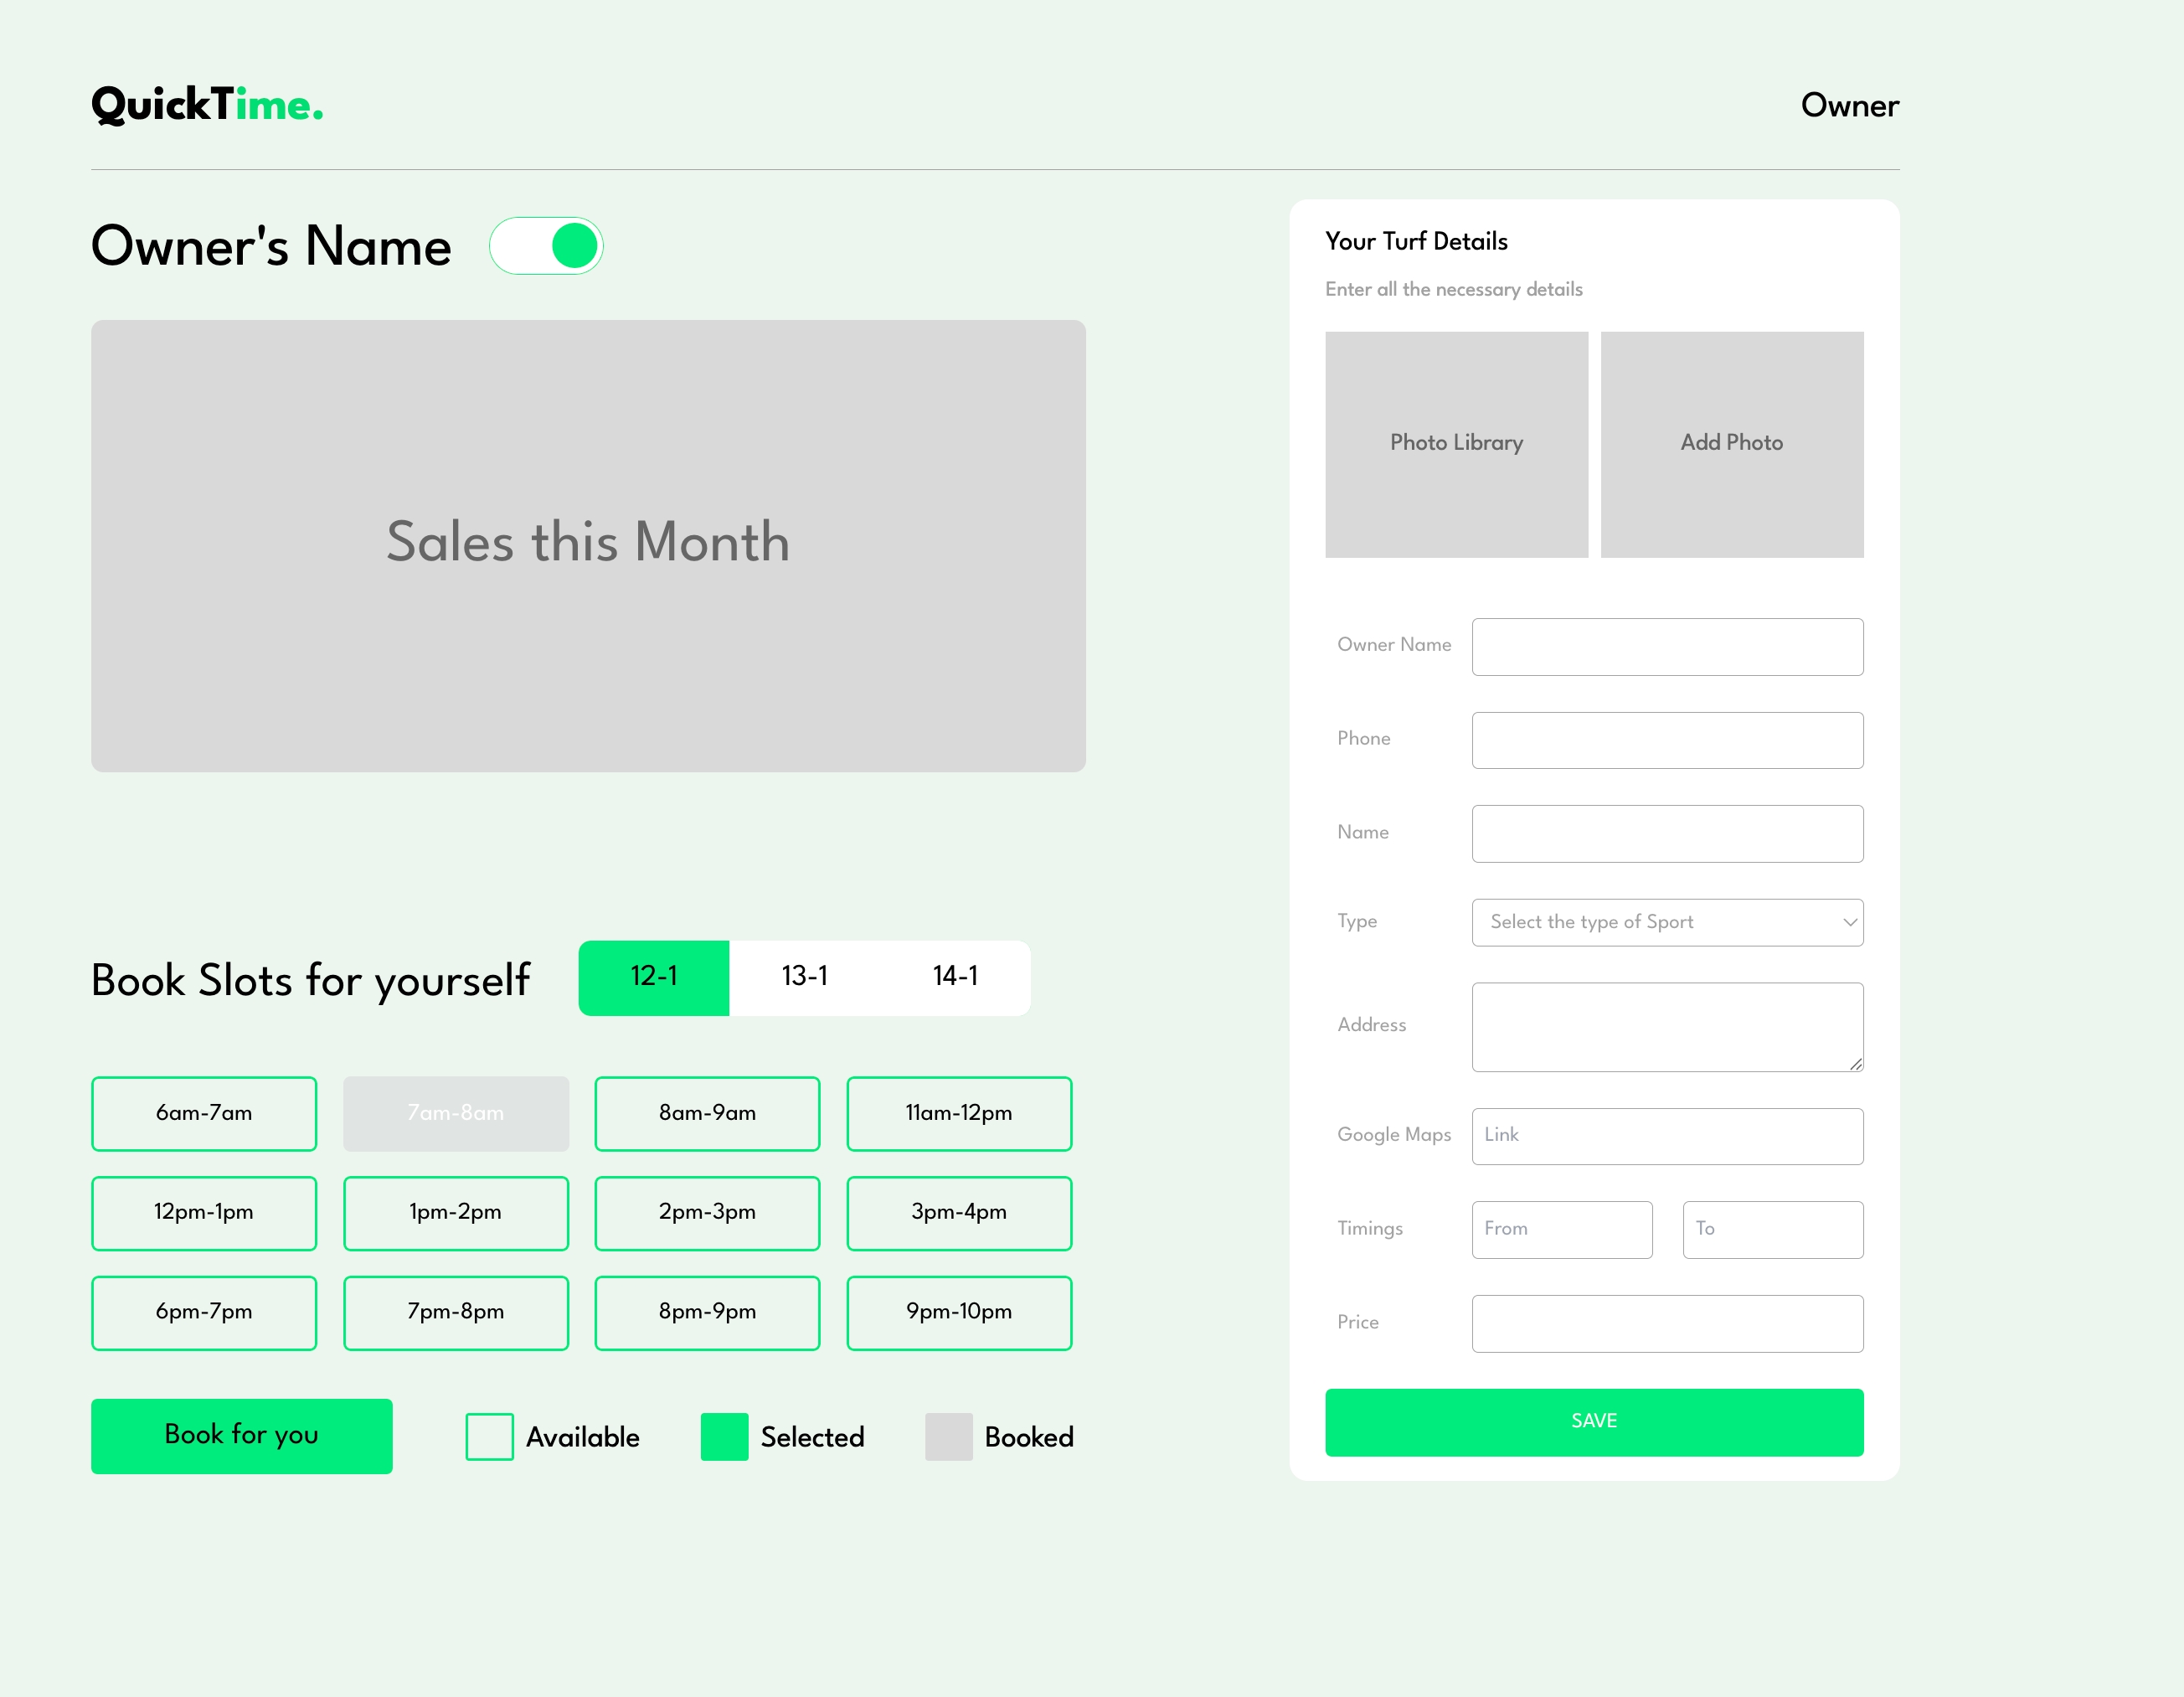 QuickTime.
Owner
Owner's Name
Sales this Month
Book Slots for yourself
12-1
13-1
14-1
6am-7am
7am-8am
8am-9am
11am-12pm
12pm-1pm
1pm-2pm
2pm-3pm
3pm-4pm
6pm-7pm
7pm-8pm
8pm-9pm
9pm-10pm
Book for you
Available
Selected
Booked
Your Turf Details
Enter all the necessary details
Photo Library
Add Photo
Owner Name
Phone
Name
Type
Select the type of Sport
Address
Google Maps
Link
Timings
From
To
Price
SAVE